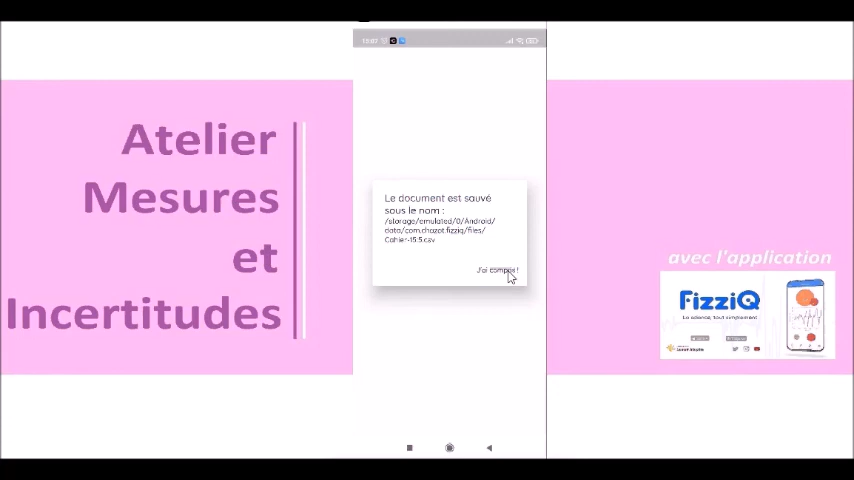 Atelier
Mesures
et
Incertitudes
Le document est sauvé
sous le nom :
/storage/emulated/0/Android/
data/com.chazot.fizziq/files/
Cahier-15.5.csv
J'ai compris !
avec l'application
FizziQ
La science, tout simplement